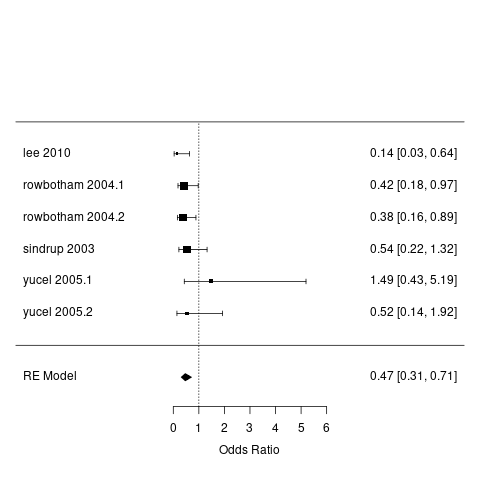 lee 2010 0.14 [0.03, 0.64]
rowbotham 2004.1 0.42 [0.18, 0.97]
rowbotham 2004.2 0.38 [0.16, 0.89]
sindrup 2003 0.54 [0.22, 1.32]
yucel 2005.1 1.49 [0.43, 5.19]
yucel 2005.2 0.52 [0.14, 1.92]
RE Model 0.47 [0.31, 0.71]
0 1 2 3 4 5 6
Odds Ratio